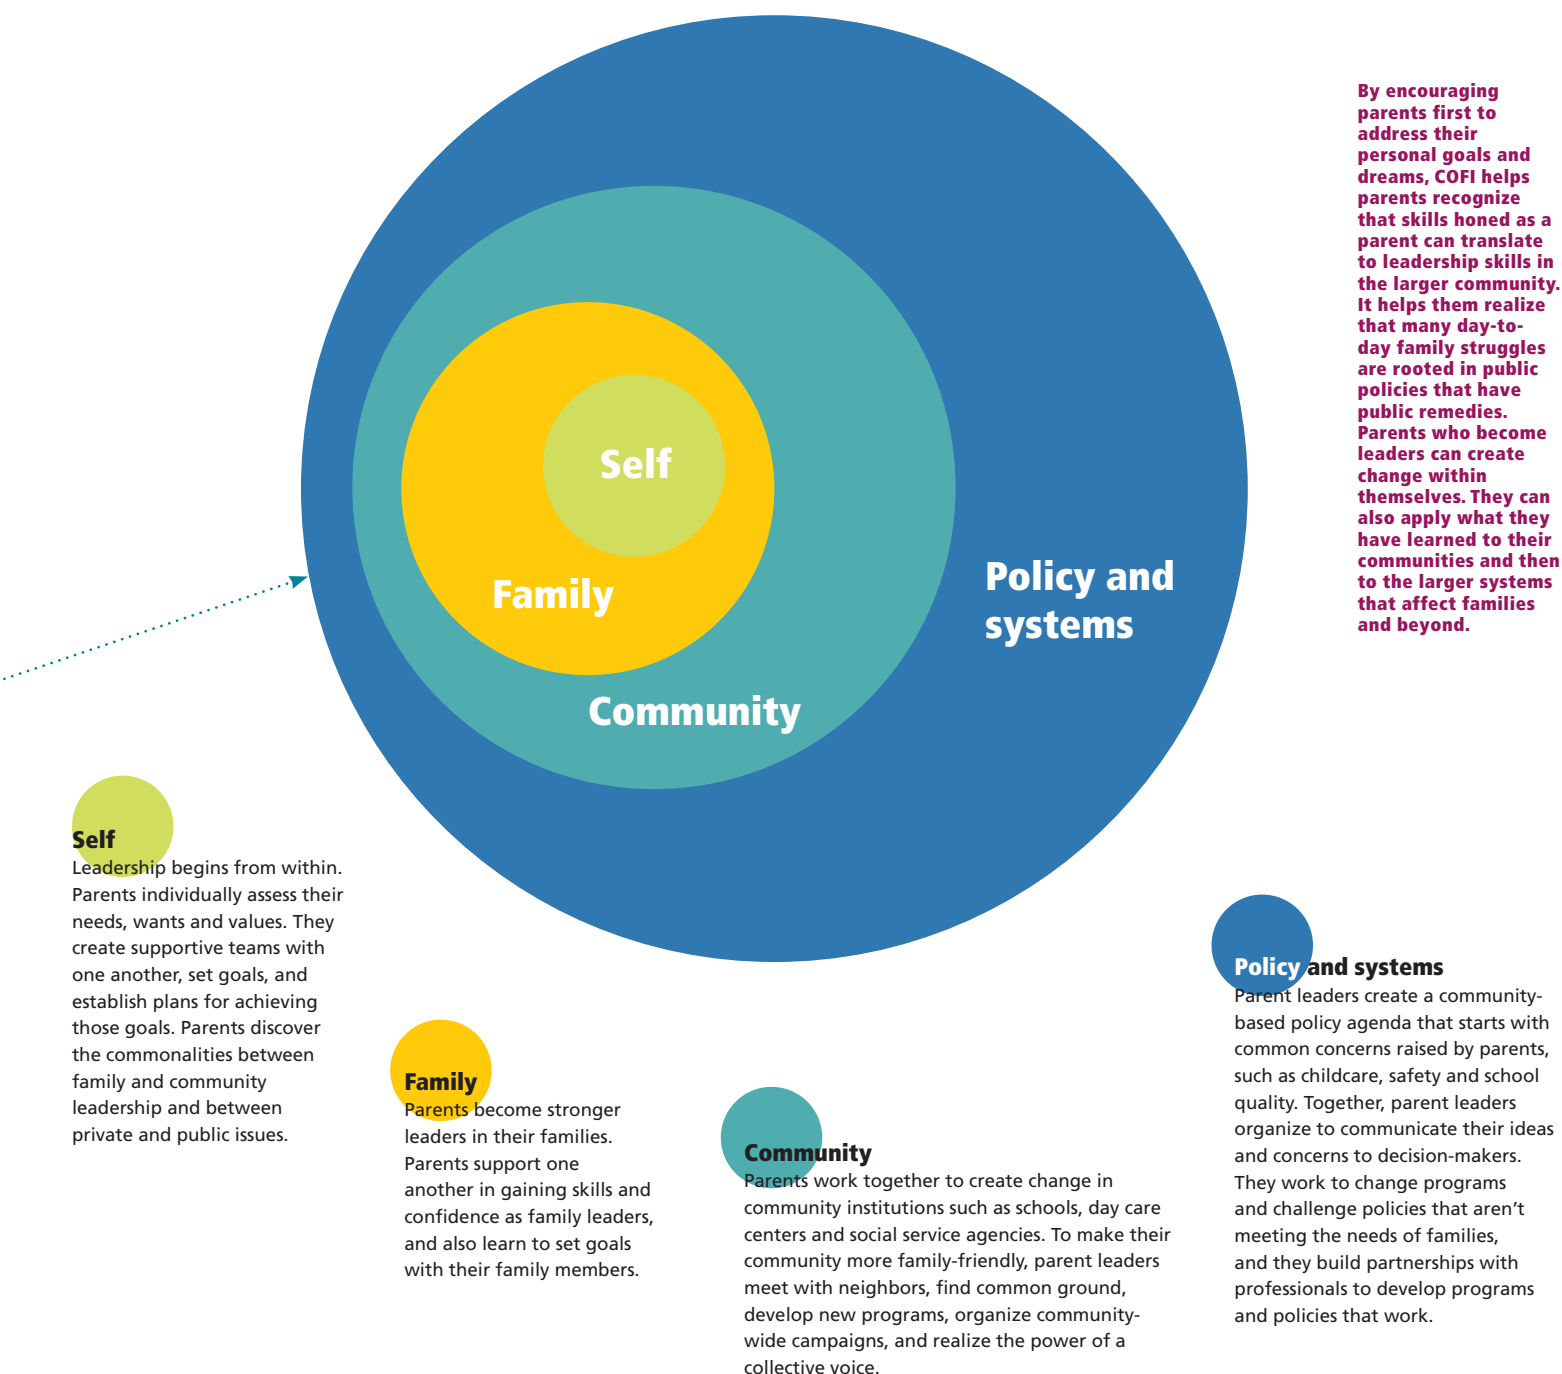 By encouraging
parents first to
address their
personal goals and
dreams, COFI helps
parents recognize
that skills honed as a
parent can translate
to leadership skills in
the larger community.
It helps them realize
that many day-to-
day family struggles
are rooted in public
policies that have
public remedies.
Parents who become
leaders can create
change within
themselves. They can
also apply what they
have learned to their
communities and then
to the larger systems
that affect families
and beyond.
Self
Family
Community
Policy and
systems
Self
Leadership begins from within.
Parents individually assess their
needs, wants and values. They
create supportive teams with
one another, set goals, and
establish plans for achieving
those goals. Parents discover
the commonalities between
family and community
leadership and between
private and public issues.
Family
Parents become stronger
leaders in their families.
Parents support one
another in gaining skills and
confidence as family leaders,
and also learn to set goals
with their family members.
Community
Parents work together to create change in
community institutions such as schools, day care
centers and social service agencies. To make their
community more family-friendly, parent leaders
meet with neighbors, find common ground,
develop new programs, organize community-
wide campaigns, and realize the power of a
collective voice.
Policy and systems
Parent leaders create a community-
based policy agenda that starts with
common concerns raised by parents,
such as childcare, safety and school
quality. Together, parent leaders
organize to communicate their ideas
and concerns to decision-makers.
They work to change programs
and challenge policies that aren’t
meeting the needs of families,
and they build partnerships with
professionals to develop programs
and policies that work.